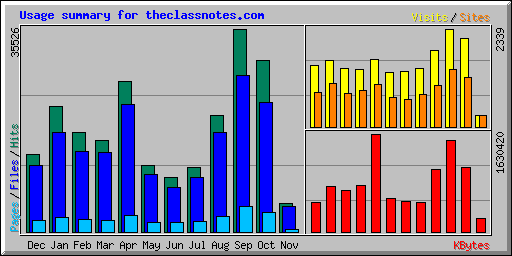 Usage summary for theclassnotes.com
Visits/Sites
35526
2339
Pages/Files/Hits
1630420
Dec Jan Feb Mar Apr May Jun Jul Aug Sep Oct Nov
KBytes